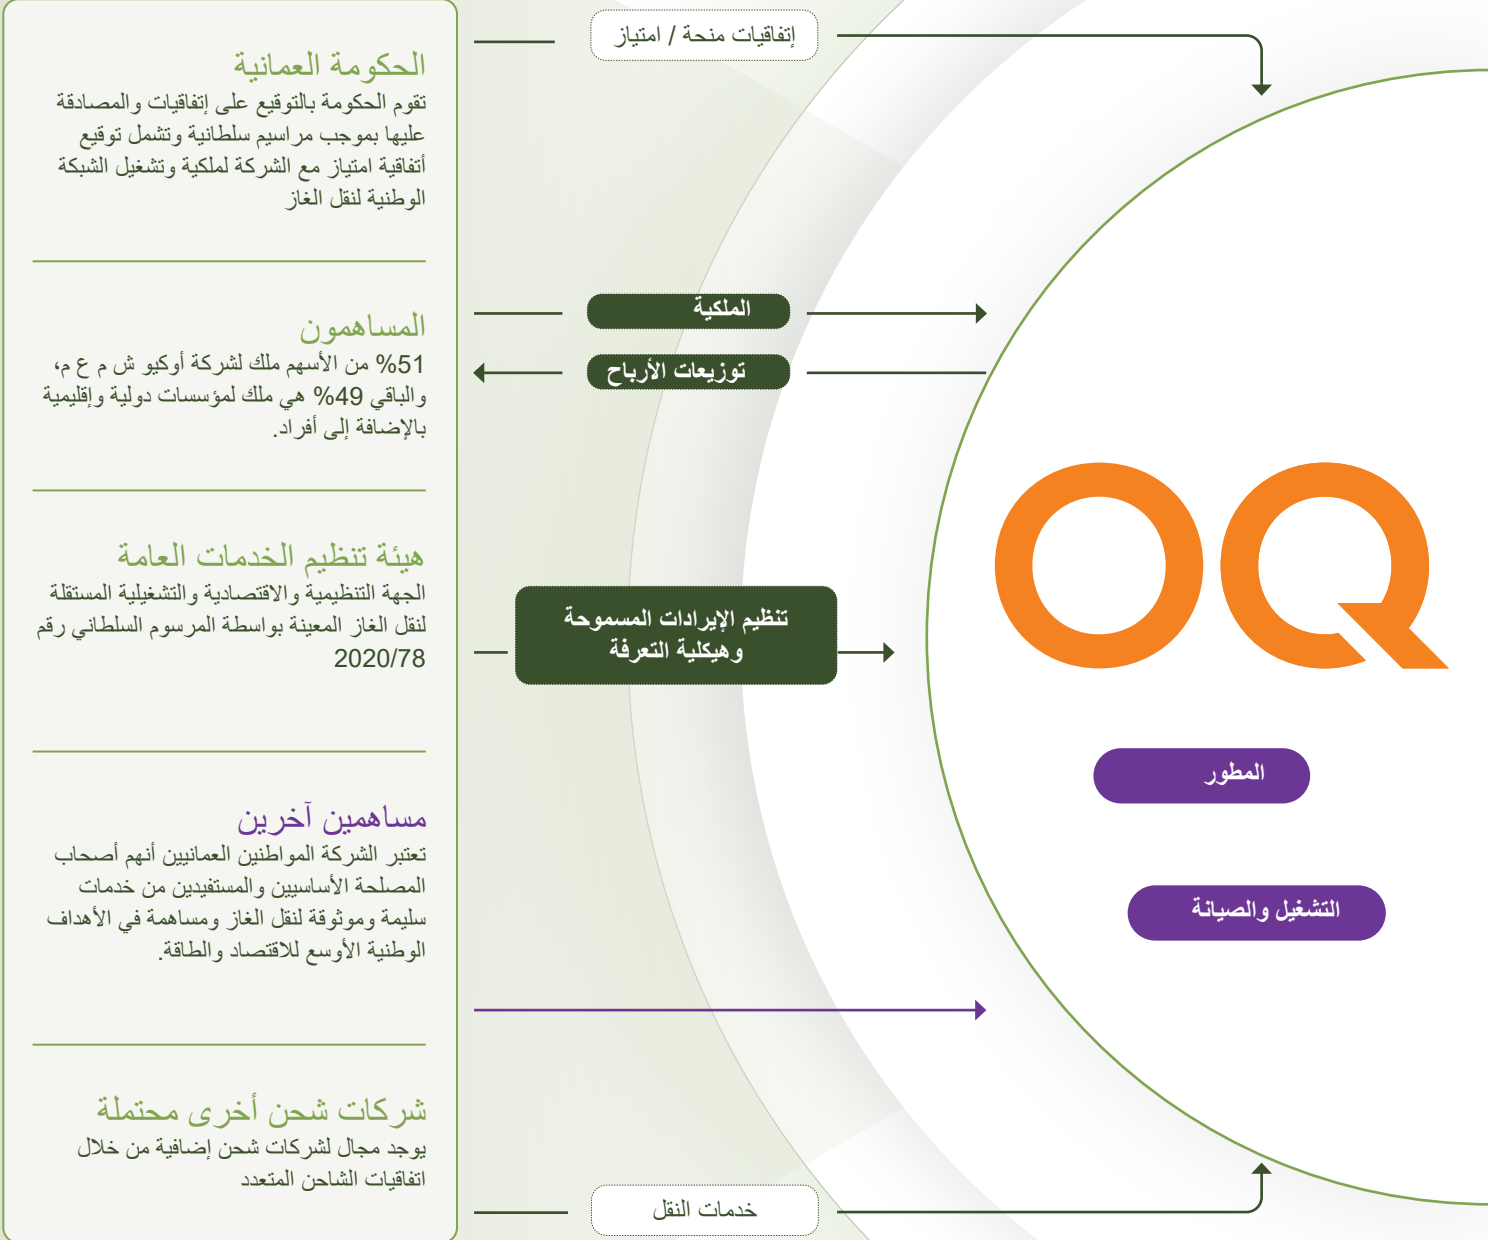 الحكومة العمانية
تقوم الحكومة بالتوقيع على إتفاقيات والمصادقة
عليها بموجب مراسيم سلطانية وتشمل توقيع
أتفاقية امتياز مع الشركة لملكية وتشغيل الشبكة
الوطنية لنقل الغاز
المساهمون
51% من الأسهم ملك لشركة أوكيو ش م ع م،
والباقي 49% هي ملك لمؤسسات دولية وإقليمية
بالإضافة إلى أفراد.
هيئة تنظيم الخدمات العامة
الجهة التنظيمية والاقتصادية والتشغيلية المستقلة
لنقل الغاز المعينة بواسطة المرسوم السلطاني رقم
2020/78
مساهمين آخرين
تعتبر الشركة المواطنين العمانيين أنهم أصحاب
المصلحة الأساسيين والمستفيدين من خدمات
سليمة وموثوقة لنقل الغاز ومساهمة في الأهداف
الوطنية الأوسع للاقتصاد والطاقة.
شركات شحن أخرى محتملة
يوجد مجال لشركات شحن إضافية من خلال
اتفاقيات الشاحن المتعدد
إتفاقيات منحة / امتياز
الملكية
توزيعات الأرباح
تنظيم الإيرادات المسموحة
وهيكلية التعرفة
خدمات النقل
OQ
المطور
التشغيل والصيانة